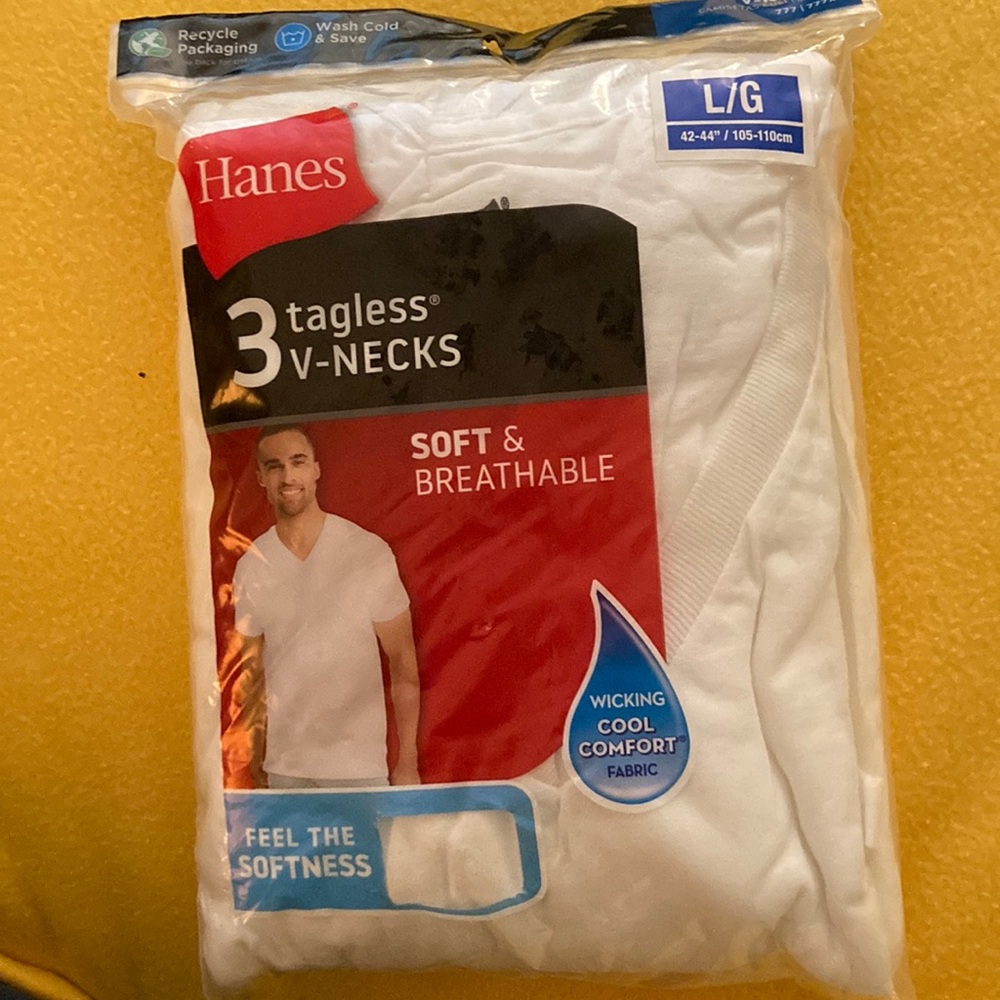 Recycle
Packaging
Wash Cold
& Save
L/G
42-44" / 105-110cm
Hanes
3 tagless®
V-NECKS
SOFT &
BREATHABLE
WICKING
COOL
COMFORT®
FABRIC
FEEL THE
SOFTNESS